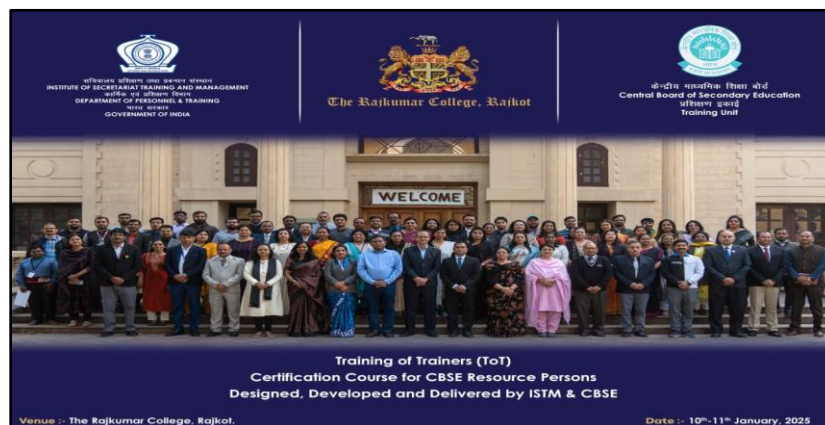 सचिवालय प्रशिक्षण तथा प्रबन्धन संस्थान
INSTITUTE OF SECRETARIAT TRAINING AND MANAGEMENT
कार्मिक एवं प्रशिक्षण विभाग
DEPARTMENT OF PERSONNEL & TRAINING
भारत सरकार
GOVERNMENT OF INDIA
The Rajkumar College, Rajkot
केन्द्रीय माध्यमिक शिक्षा बोर्ड
Central Board of Secondary Education
प्रशिक्षण इकाई
Training Unit
WELCOME
Training of Trainers (ToT)
Certification Course for CBSE Resource Persons
Designed, Developed and Delivered by ISTM & CBSE
Venue :- The Rajkumar College, Rajkot.
Date :- 10th-11th January, 2025